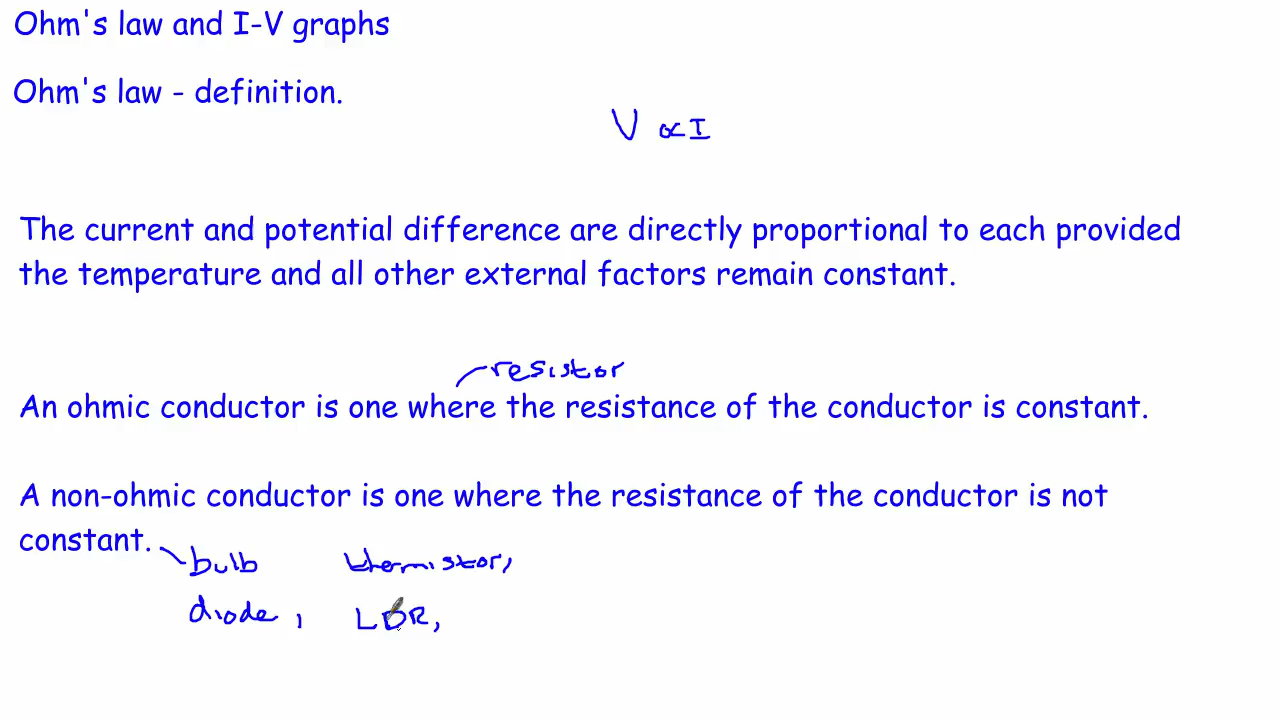 Ohm's law and I-V graphs
Ohm's law - definition.
V ∝ I
The current and potential difference are directly proportional to each provided
the temperature and all other external factors remain constant.
resistor
An ohmic conductor is one where the resistance of the conductor is constant.
A non-ohmic conductor is one where the resistance of the conductor is not
constant.
bulb thermistor,
diode, LDR,